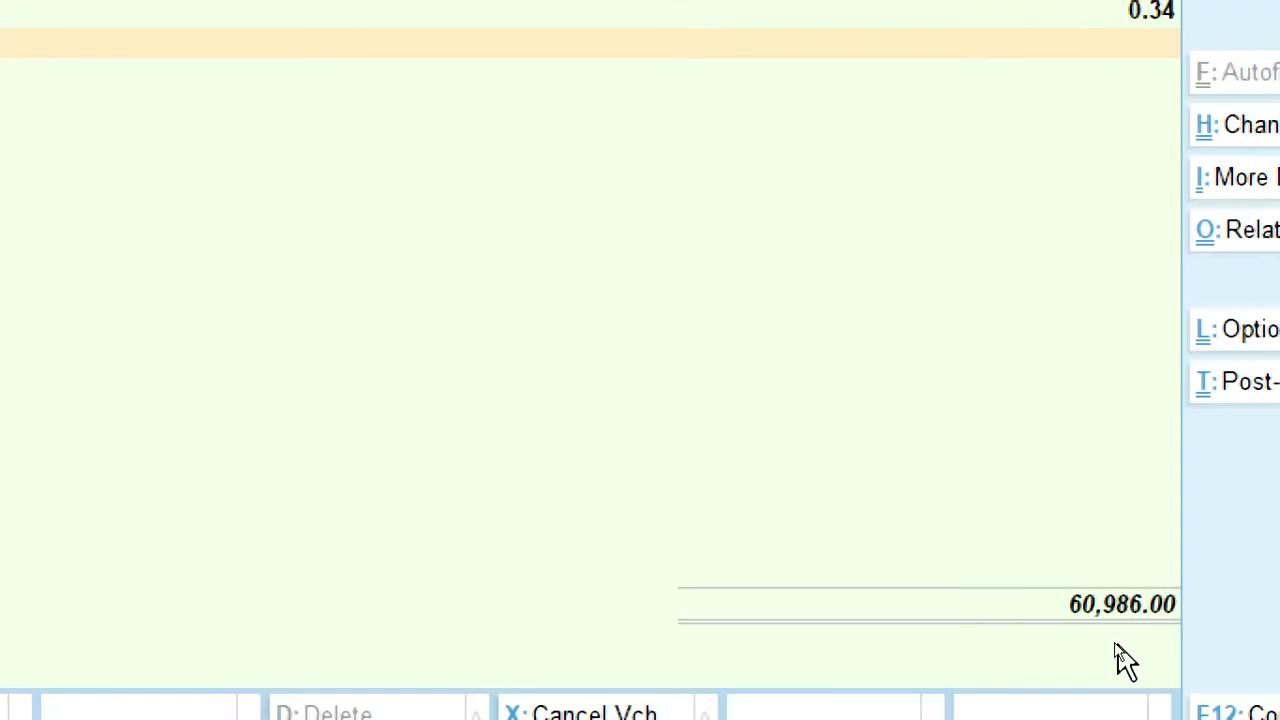 0.34
F: Autof
H: Chan
I: More
O: Relat
L: Optio
T: Post-
60,986.00
D: Delete
X: Cancel Vch
F12: Co